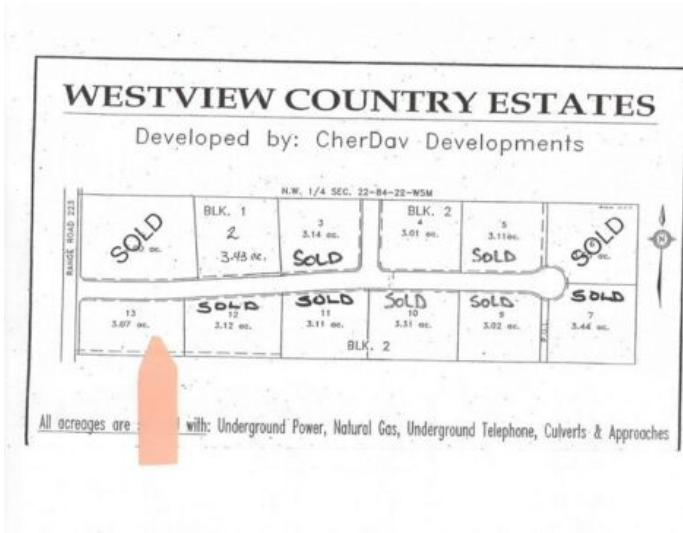 WESTVIEW COUNTRY ESTATES
Developed by: CherDav Developments
N.W. 1/4 SEC. 22-84-22-W5M
RANGE ROAD 223
SOLD
ac.
BLK. 1
2
3.43 ac.
3
3.14 ac.
SOLD
BLK. 2
4
3.01 ac.
5
3.11 ac.
SOLD
SOLD
ac.
N
13
3.07 ac.
SOLD
12
3.12 ac.
SOLD
11
3.11 ac.
SOLD
10
3.31 ac.
SOLD
9
3.02 ac.
P.U.L.
SOLD
7
3.44 ac.
BLK. 2
All acreages are with: Underground Power, Natural Gas, Underground Telephone, Culverts & Approaches